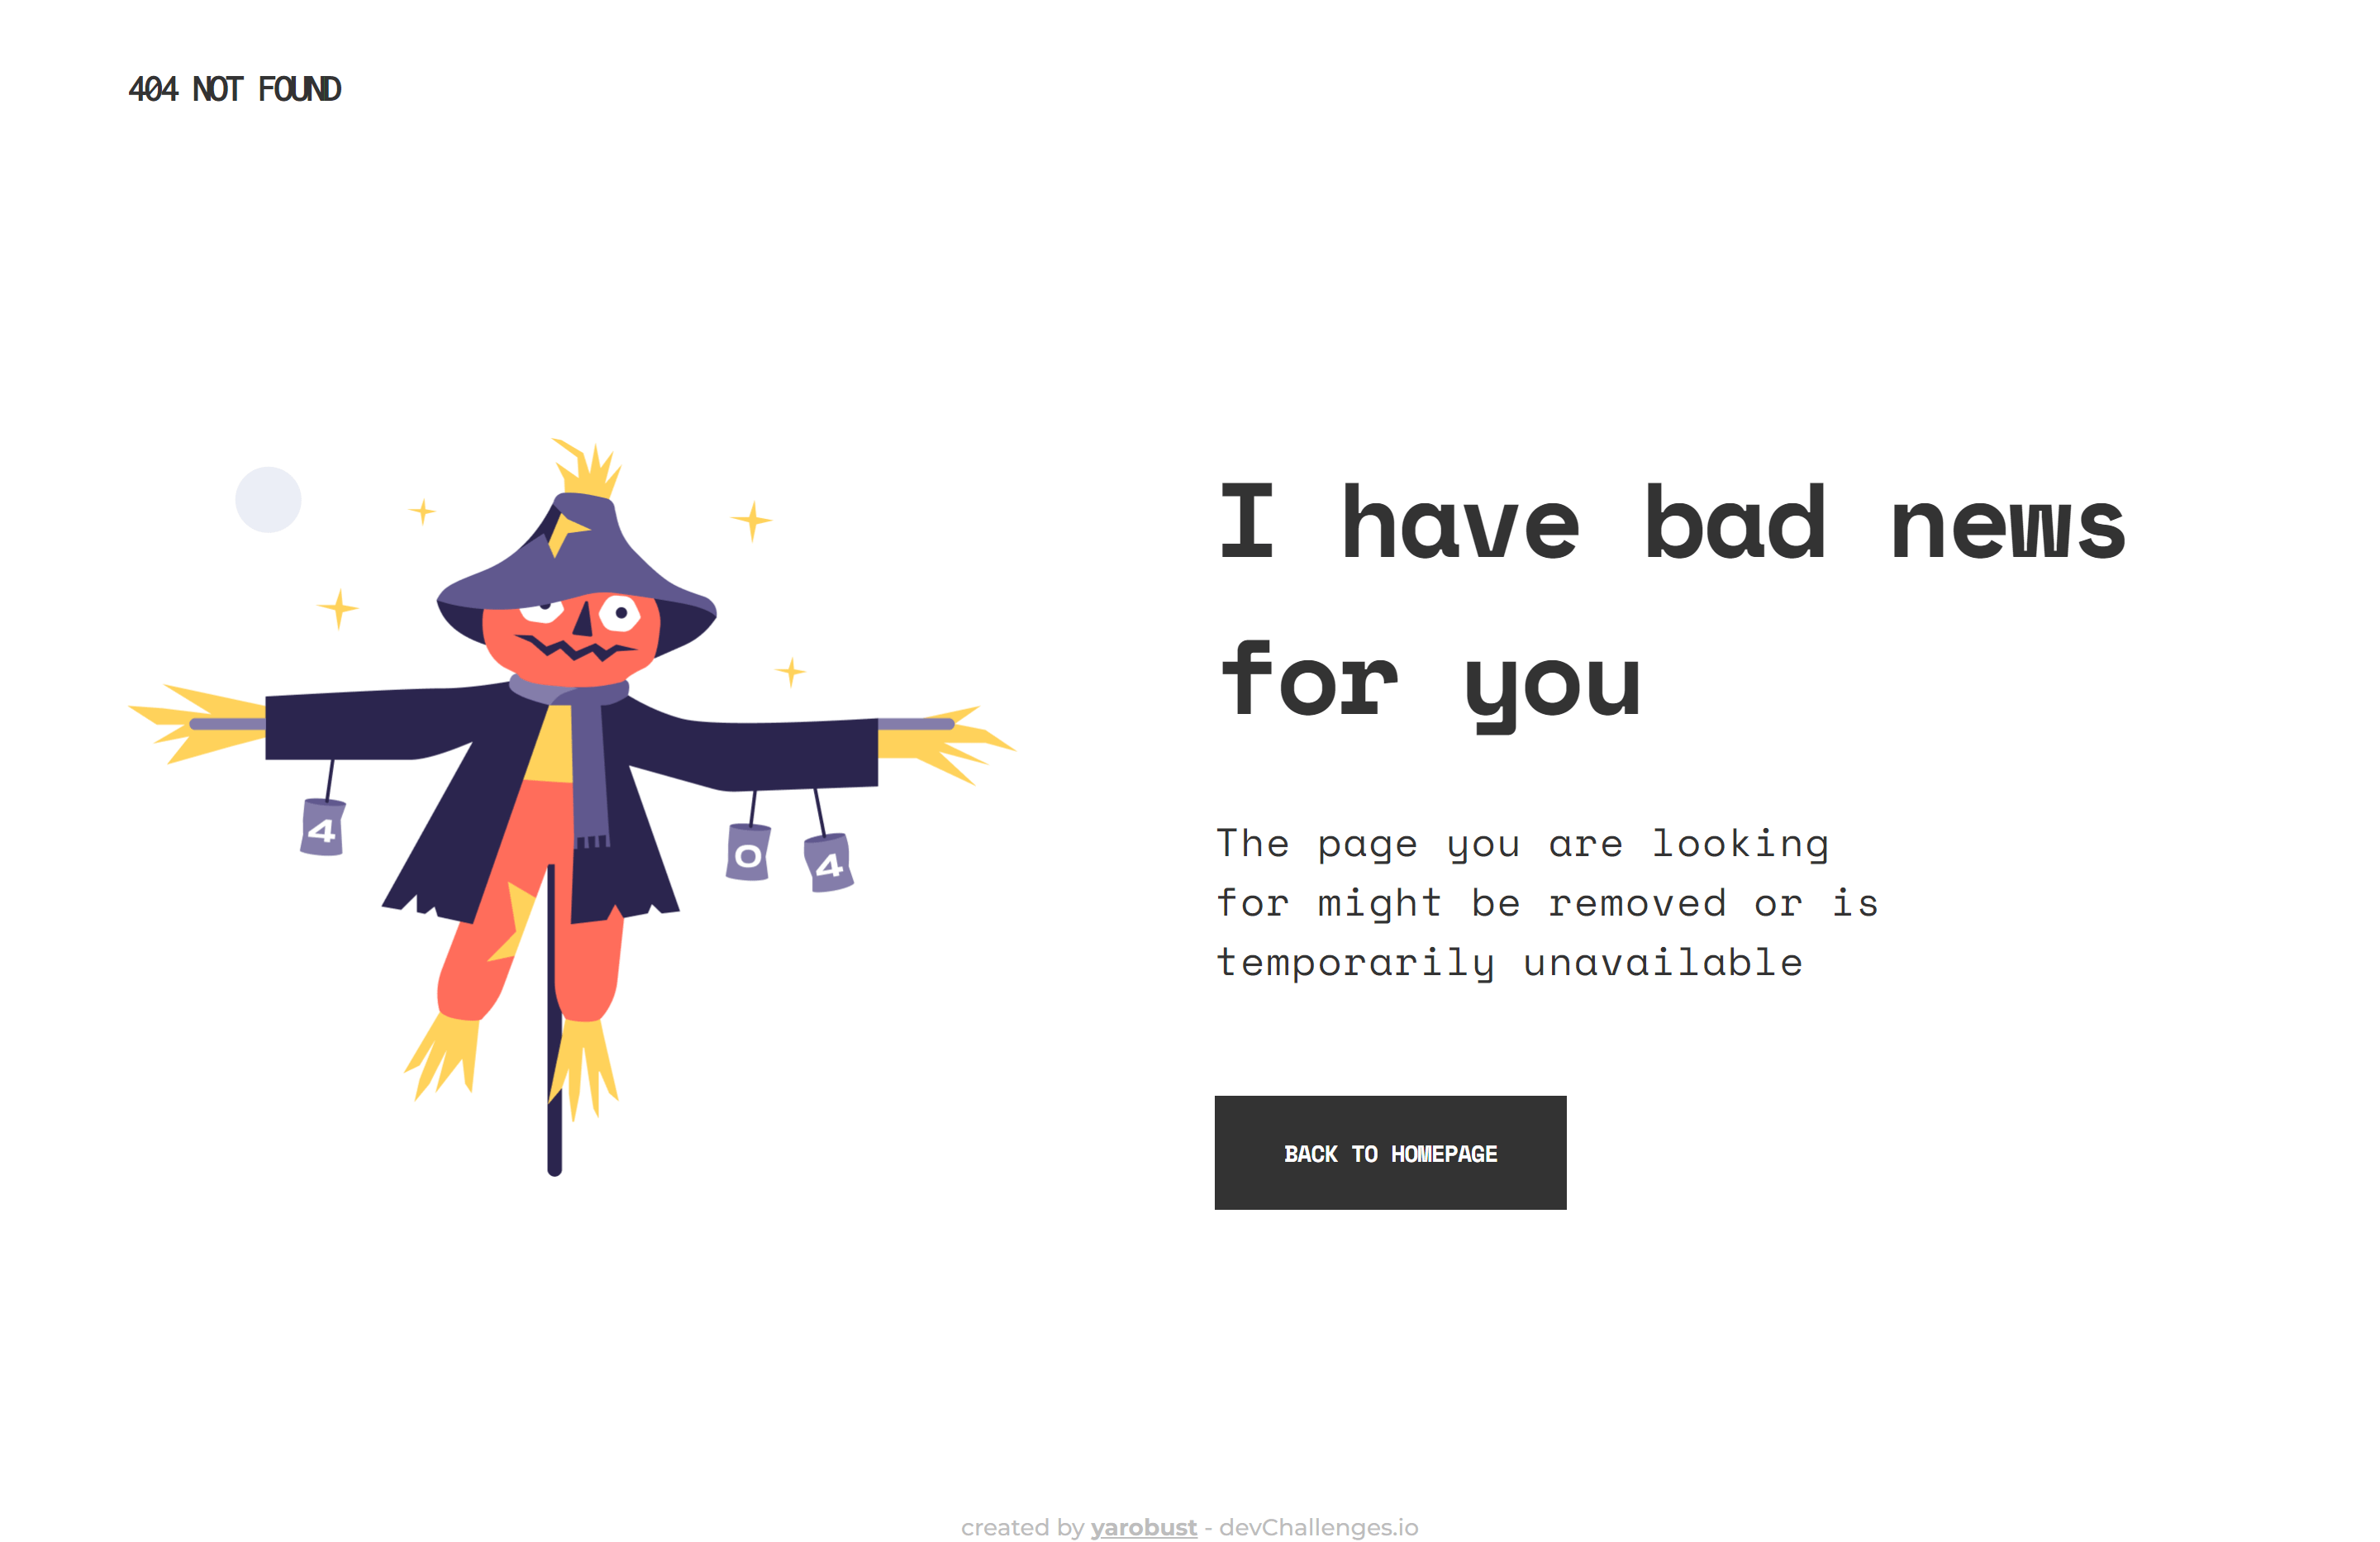 404 NOT FOUND
4
0
4
I have bad news
for you
The page you are looking
for might be removed or is
temporarily unavailable
BACK TO HOMEPAGE
created by yarobust - devChallenges.io